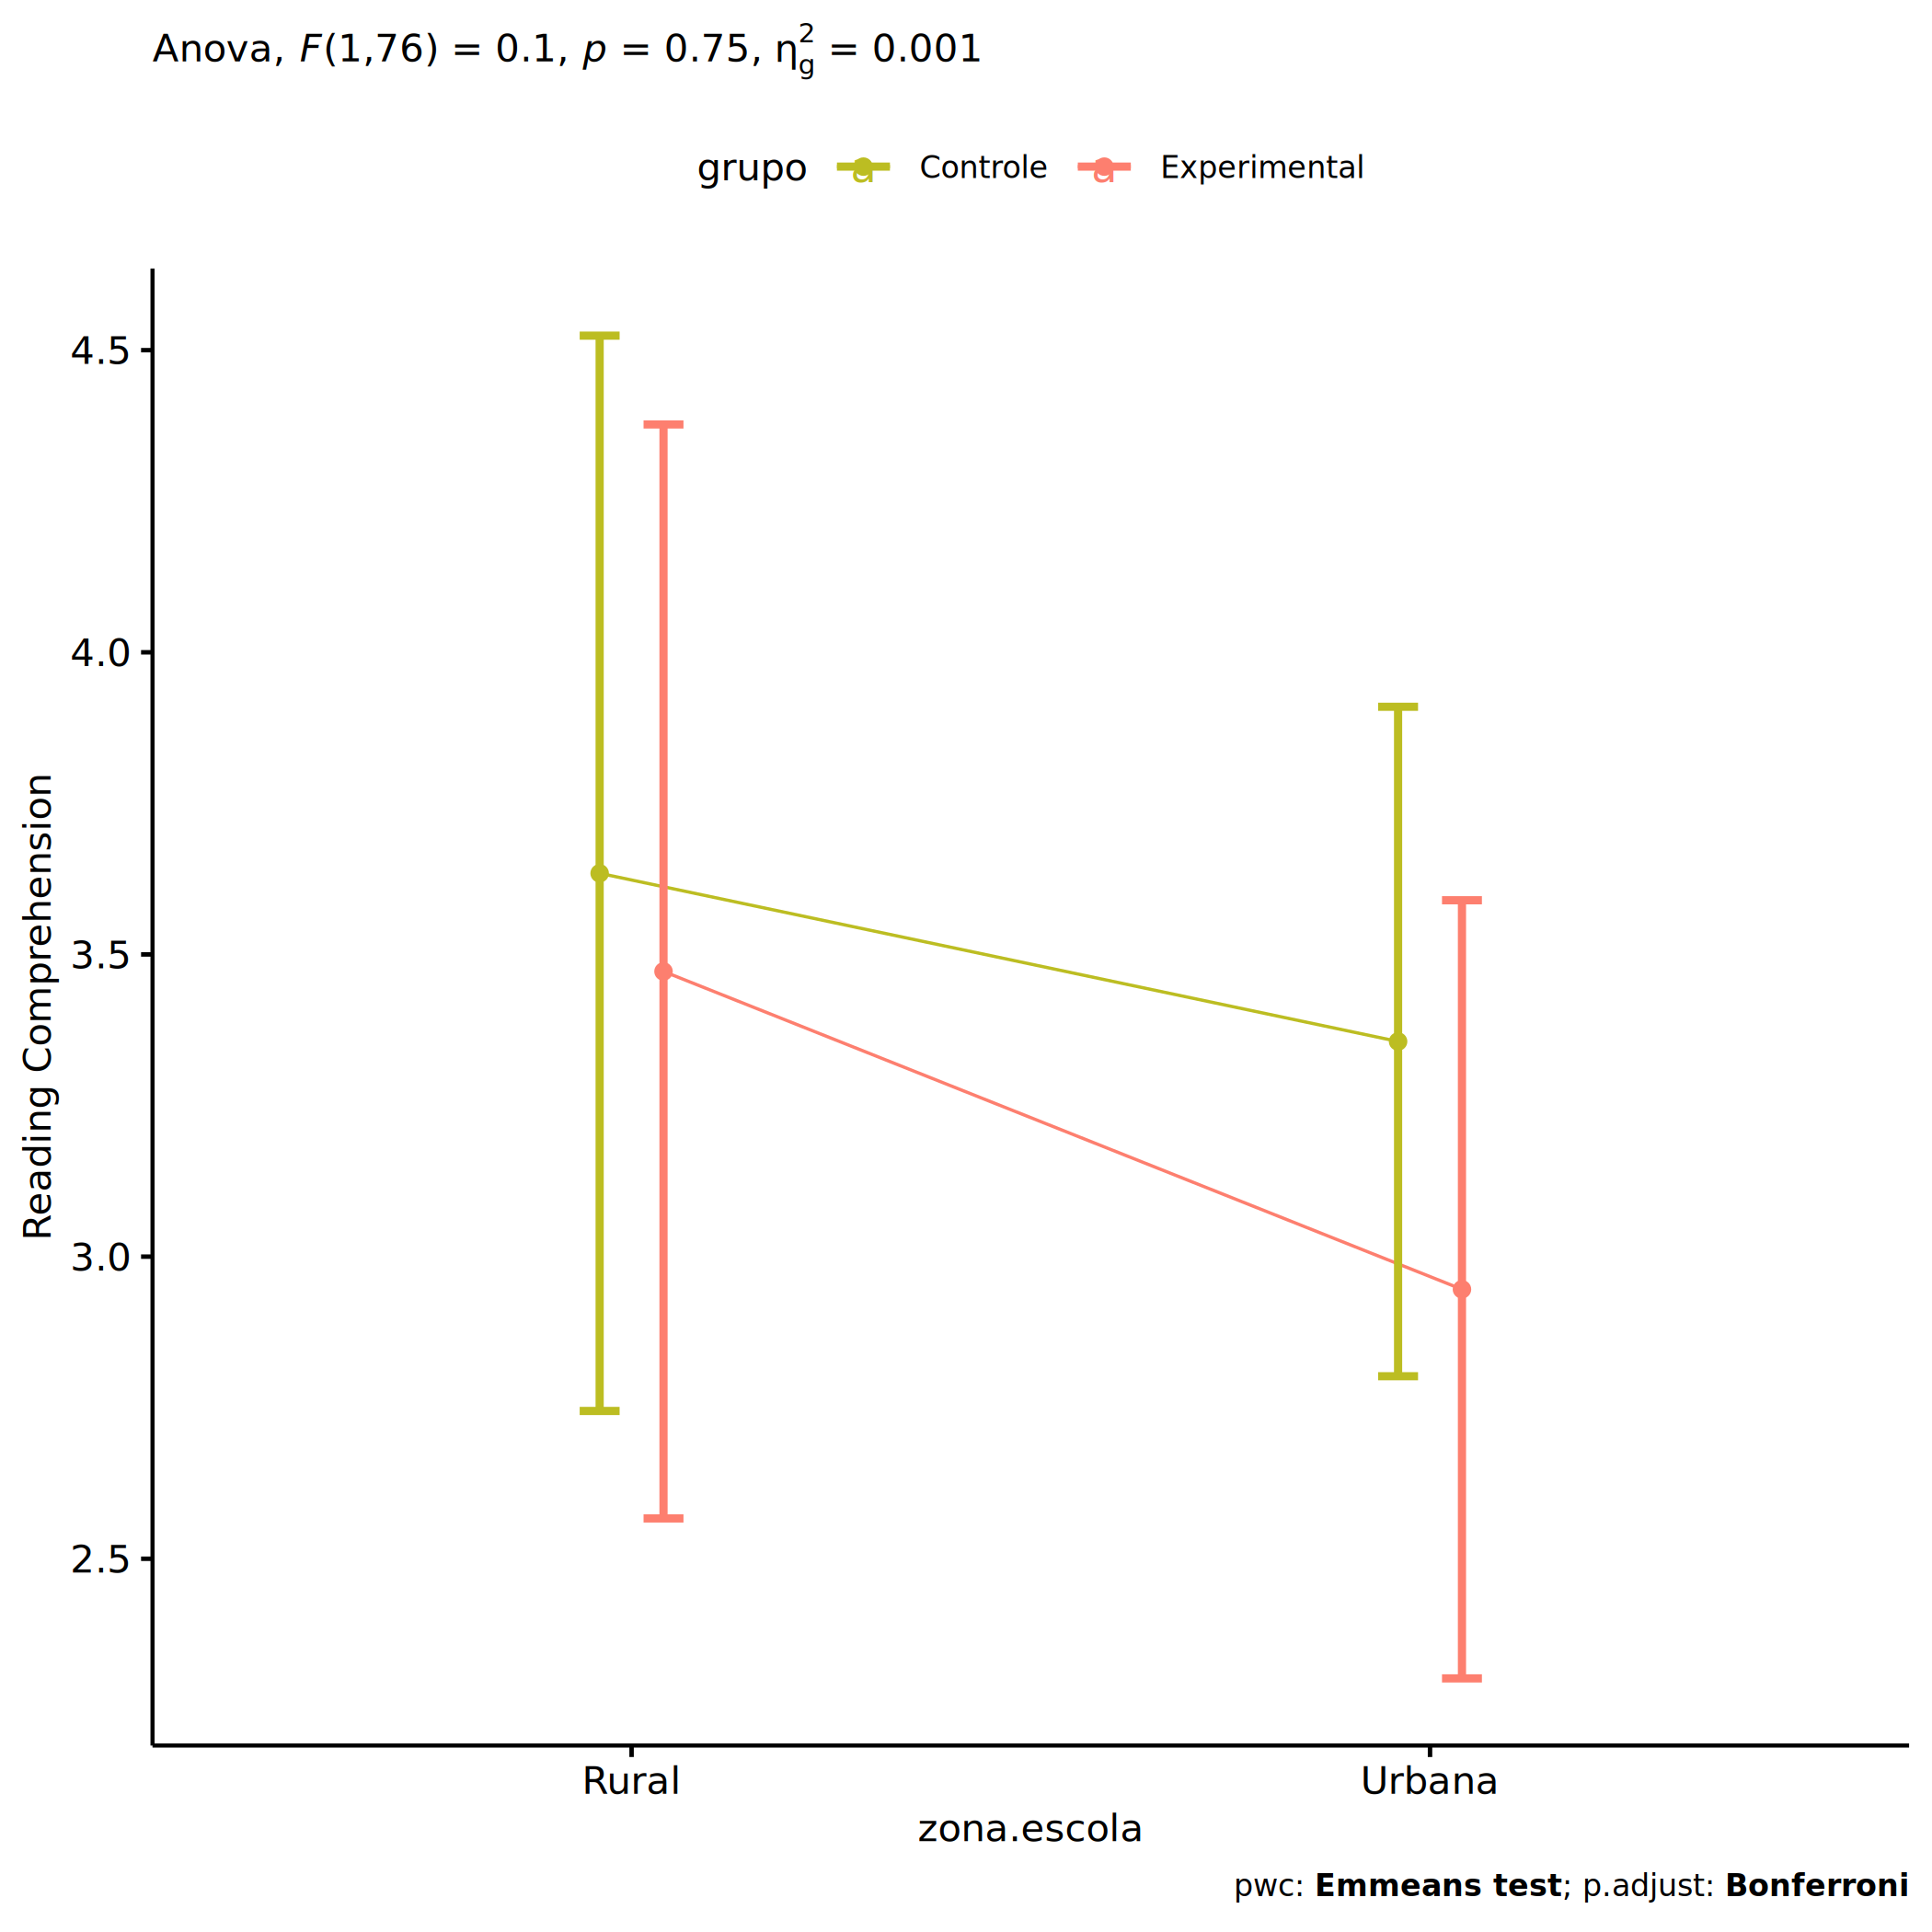 Anova, F(1,76) = 0.1, p = 0.75, η²g = 0.001
grupo a Controle a Experimental
4.5
4.0
3.5
3.0
2.5
Reading Comprehension
Rural Urbana
zona.escola
pwc: Emmeans test; p.adjust: Bonferroni